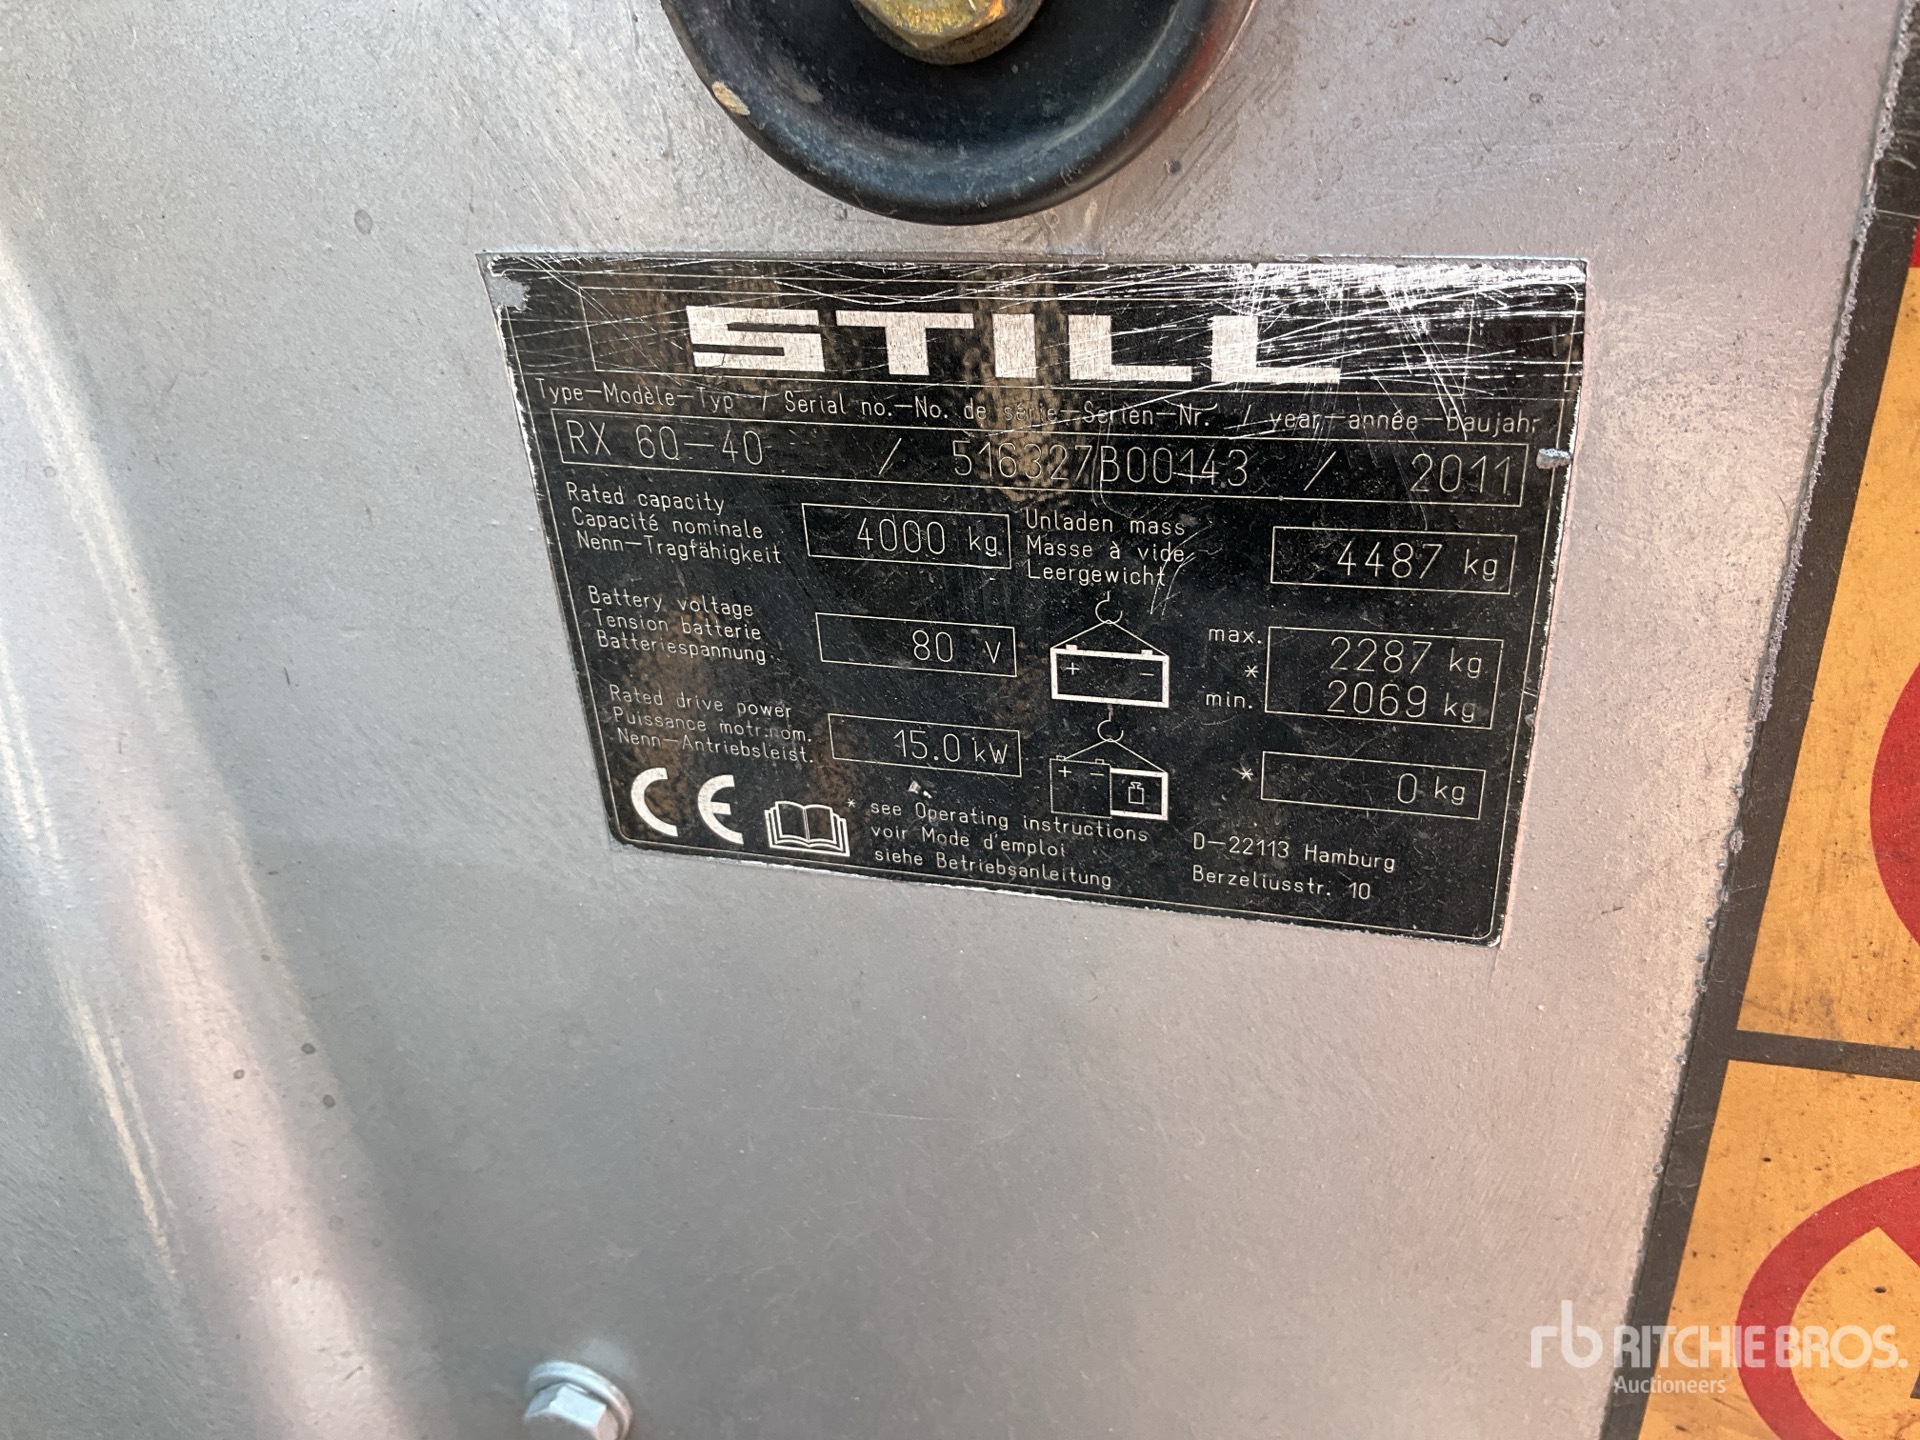 STILL
Type-Modèle-Typ / Serial no.-No. de série-Serien-Nr. / year-année-Baujahr
RX 60-40 / 516327B00143 / 2011
Rated capacity
Capacité nominale
Nenn-Tragfähigkeit
4000 kg
Unladen mass
Masse à vide
Leergewicht
4487 kg
Battery voltage
Tension batterie
Batteriespannung
80 V
+ -
max.
*
min.
2287 kg
2069 kg
Rated drive power
Puissance motr.nom.
Nenn-Antriebsleist.
15.0 kW
+ -
* 0 kg
CE
* see Operating instructions
voir Mode d'emploi
siehe Betriebsanleitung
D-22113 Hamburg
Berzeliusstr. 10
rb RITCHIE BROS.
Auctioneers